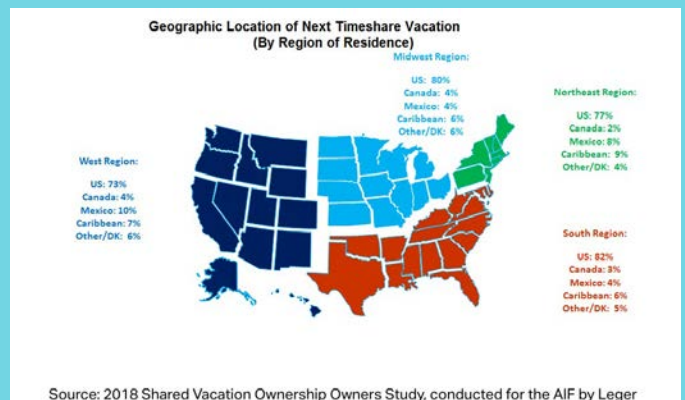 Geographic Location of Next Timeshare Vacation
(By Region of Residence)
Midwest Region:
US: 80%
Canada: 4%
Mexico: 4%
Caribbean: 6%
Other/DK: 6%
Northeast Region:
US: 77%
Canada: 2%
Mexico: 8%
Caribbean: 9%
Other/DK: 4%
West Region:
US: 73%
Canada: 4%
Mexico: 10%
Caribbean: 7%
Other/DK: 6%
South Region:
US: 82%
Canada: 3%
Mexico: 4%
Caribbean: 6%
Other/DK: 5%
Source: 2018 Shared Vacation Ownership Owners Study, conducted for the AIF by Leger